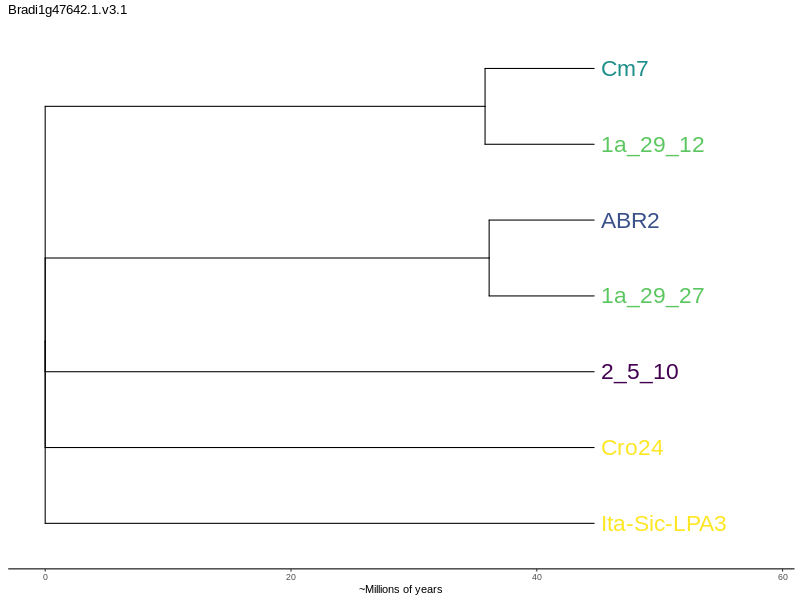 Bradi1g47642.1.v3.1
Cm7
1a_29_12
ABR2
1a_29_27
2_5_10
Cro24
Ita-Sic-LPA3
0 20 40 60
~Millions of years